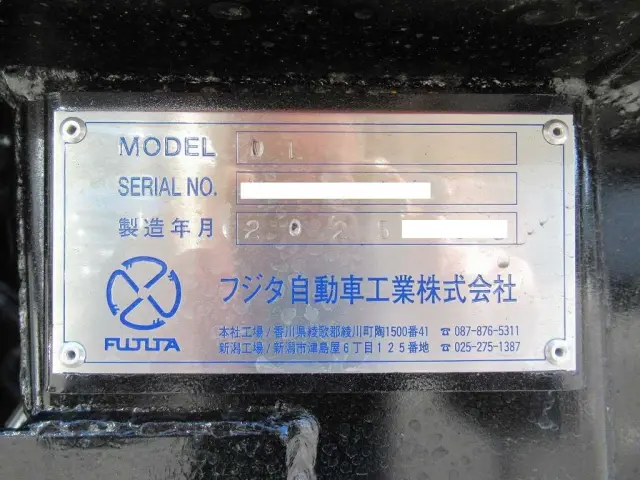 MODEL D L
SERIAL NO.
製造年月 202
フジタ自動車工業株式会社
FUJITA
本社工場/香川県綾歌郡綾川町陶1500番41 ☎087-876-5311
新潟工場/新潟市津島屋6丁目125番地 ☎025-275-1387